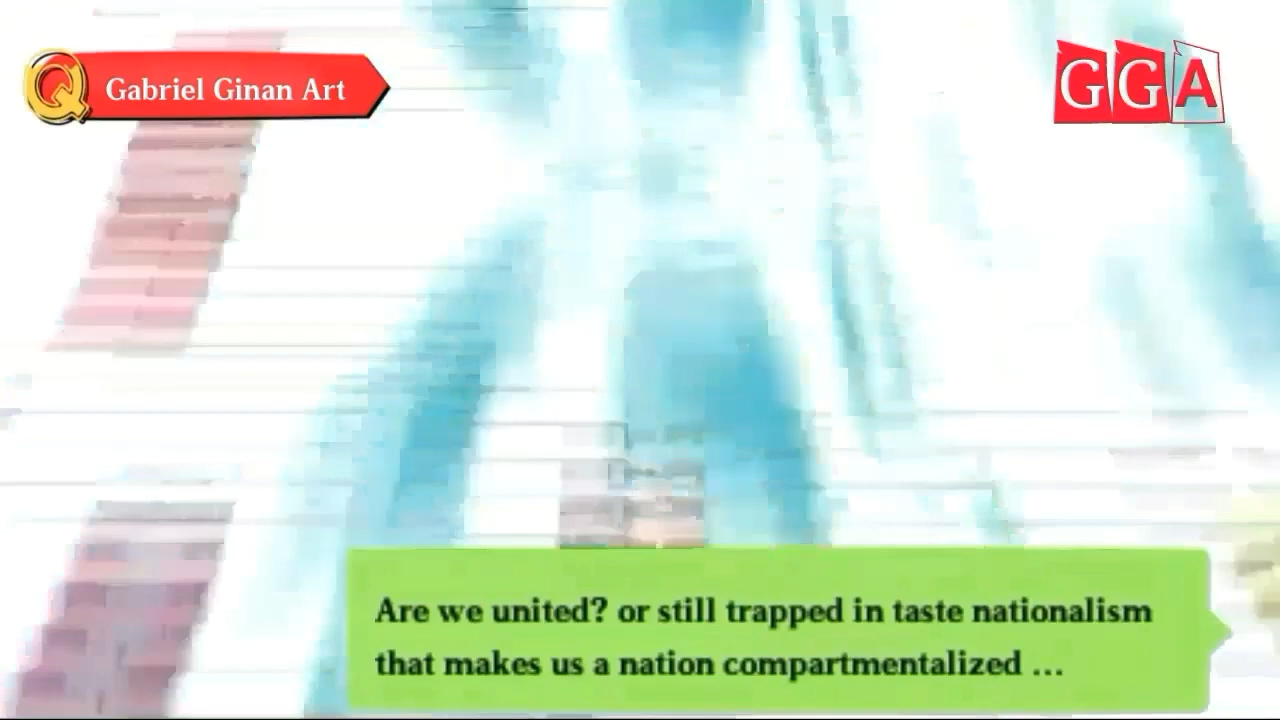 Q Gabriel Ginan Art
GGA
Are we united? or still trapped in taste nationalism
that makes us a nation compartmentalized ...